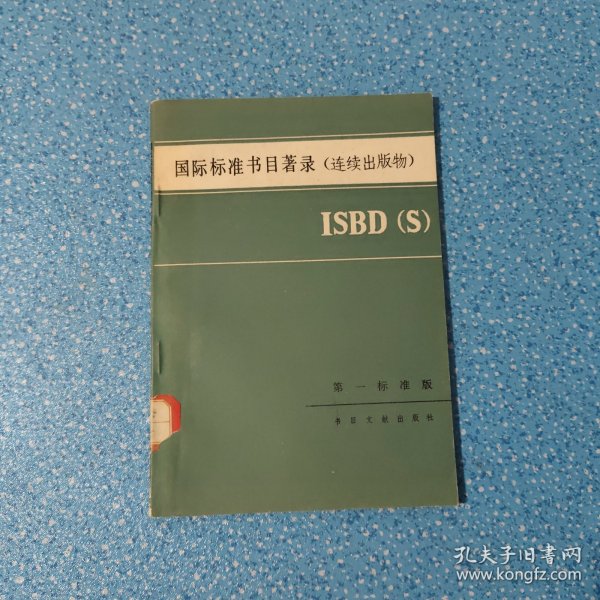 国际标准书目著录（连续出版物）
ISBD (S)
第一标准版
书目文献出版社
孔夫子旧书网
www.kongfz.com